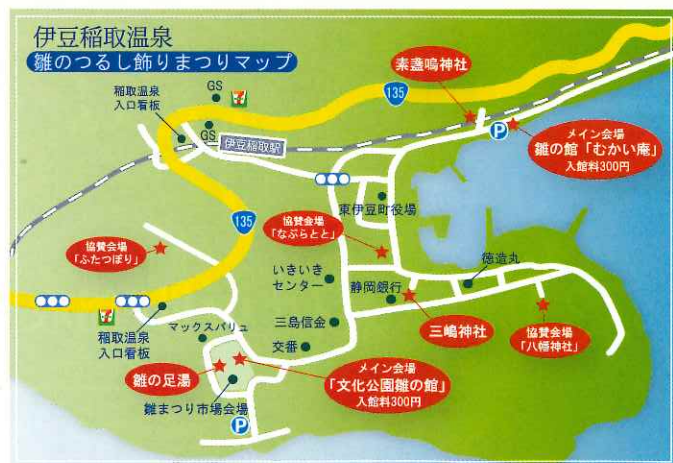 伊豆稲取温泉
雛のつるし飾りまつりマップ
GS
7
稲取温泉
入口看板
GS
伊豆稲取駅
135
素盞鳴神社
P
メイン会場
雛の館「むかい庵」
入館料300円
東伊豆町役場
135
協賛会場
「ふたつぼり」
協賛会場
「なぶらとと」
いきいき
センター
静岡銀行
徳造丸
7
稲取温泉
入口看板
マックスバリュ
三島信金
三嶋神社
協賛会場
「八幡神社」
交番
雛の足湯
メイン会場
「文化公園雛の館」
入館料300円
雛まつり市場会場
P